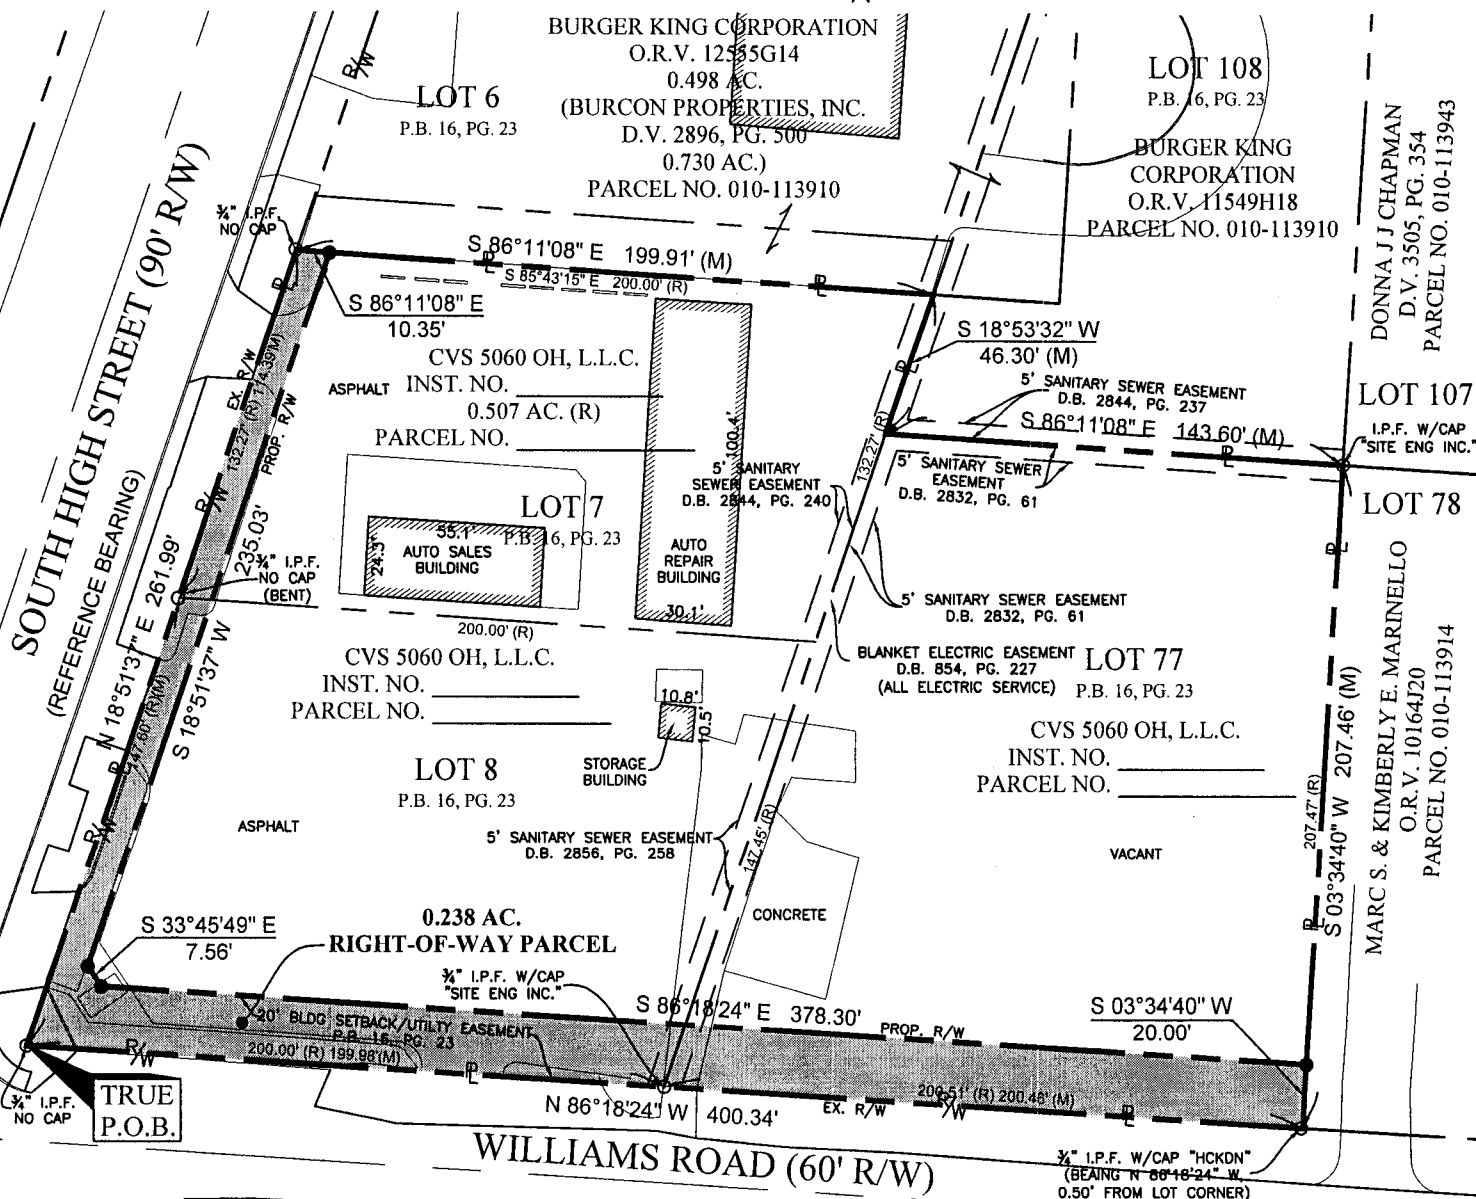 BURGER KING CORPORATION
O.R.V. 12555G14
0.498 AC.
(BURCON PROPERTIES, INC.
D.V. 2896, PG. 500
0.730 AC.)
PARCEL NO. 010-113910
LOT 6
P.B. 16, PG. 23
R/W
LOT 108
P.B. 16, PG. 23
BURGER KING
CORPORATION
O.R.V. 11549H18
PARCEL NO. 010-113910
DONNA J J CHAPMAN
D.V. 3505, PG. 354
PARCEL NO. 010-113943
SOUTH HIGH STREET (90' R/W)
(REFERENCE BEARING)
¾" I.P.F.
NO CAP
S 86°11'08" E 199.91' (M)
S 85°43'15" E 200.00' (R)
S 86°11'08" E
10.35'
CVS 5060 OH, L.L.C.
INST. NO.
0.507 AC. (R)
PARCEL NO.
ASPHALT
EX. R/W
132.27' (R) 114.39'(M)
PROP. R/W
R/W
235.03'
S 18°53'32" W
46.30' (M)
5' SANITARY SEWER EASEMENT
D.B. 2844, PG. 237
S 86°11'08" E 143.60' (M)
LOT 107
I.P.F. W/CAP
"SITE ENG INC."
LOT 78
5' SANITARY SEWER
EASEMENT
D.B. 2832, PG. 61
132.27' (R)
100.4'
5' SANITARY
SEWER EASEMENT
D.B. 2844, PG. 240
LOT 7
P.B. 16, PG. 23
55.1'
24.3'
AUTO SALES
BUILDING
AUTO
REPAIR
BUILDING
30.1'
¾" I.P.F.
NO CAP
(BENT)
200.00' (R)
5' SANITARY SEWER EASEMENT
D.B. 2832, PG. 61
BLANKET ELECTRIC EASEMENT
D.B. 854, PG. 227
(ALL ELECTRIC SERVICE)
LOT 77
P.B. 16, PG. 23
CVS 5060 OH, L.L.C.
INST. NO.
PARCEL NO.
CVS 5060 OH, L.L.C.
INST. NO.
PARCEL NO.
10.8'
10.5'
STORAGE
BUILDING
LOT 8
P.B. 16, PG. 23
N 18°51'37" E 261.99'
147.60' (R)(M)
S 18°51'37" W
R/W
ASPHALT
5' SANITARY SEWER EASEMENT
D.B. 2856, PG. 258
147.45' (R)
VACANT
CONCRETE
207.47' (R)
S 03°34'40" W 207.46' (M)
MARC S. & KIMBERLY E. MARINELLO
O.R.V. 10164J20
PARCEL NO. 010-113914
S 33°45'49" E
7.56'
0.238 AC.
RIGHT-OF-WAY PARCEL
¾" I.P.F. W/CAP
"SITE ENG INC."
S 86°18'24" E 378.30'
PROP. R/W
S 03°34'40" W
20.00'
20' BLDG SETBACK/UTILTY EASEMENT
P.B. 16, PG. 23
200.00' (R) 199.98'(M)
R/W
¾" I.P.F.
NO CAP
TRUE
P.O.B.
N 86°18'24" W 400.34'
EX. R/W
R/W
200.51' (R) 200.46' (M)
WILLIAMS ROAD (60' R/W)
¾" I.P.F. W/CAP "HCKDN"
(BEAING N 86°18'24" W,
0.50' FROM LOT CORNER)